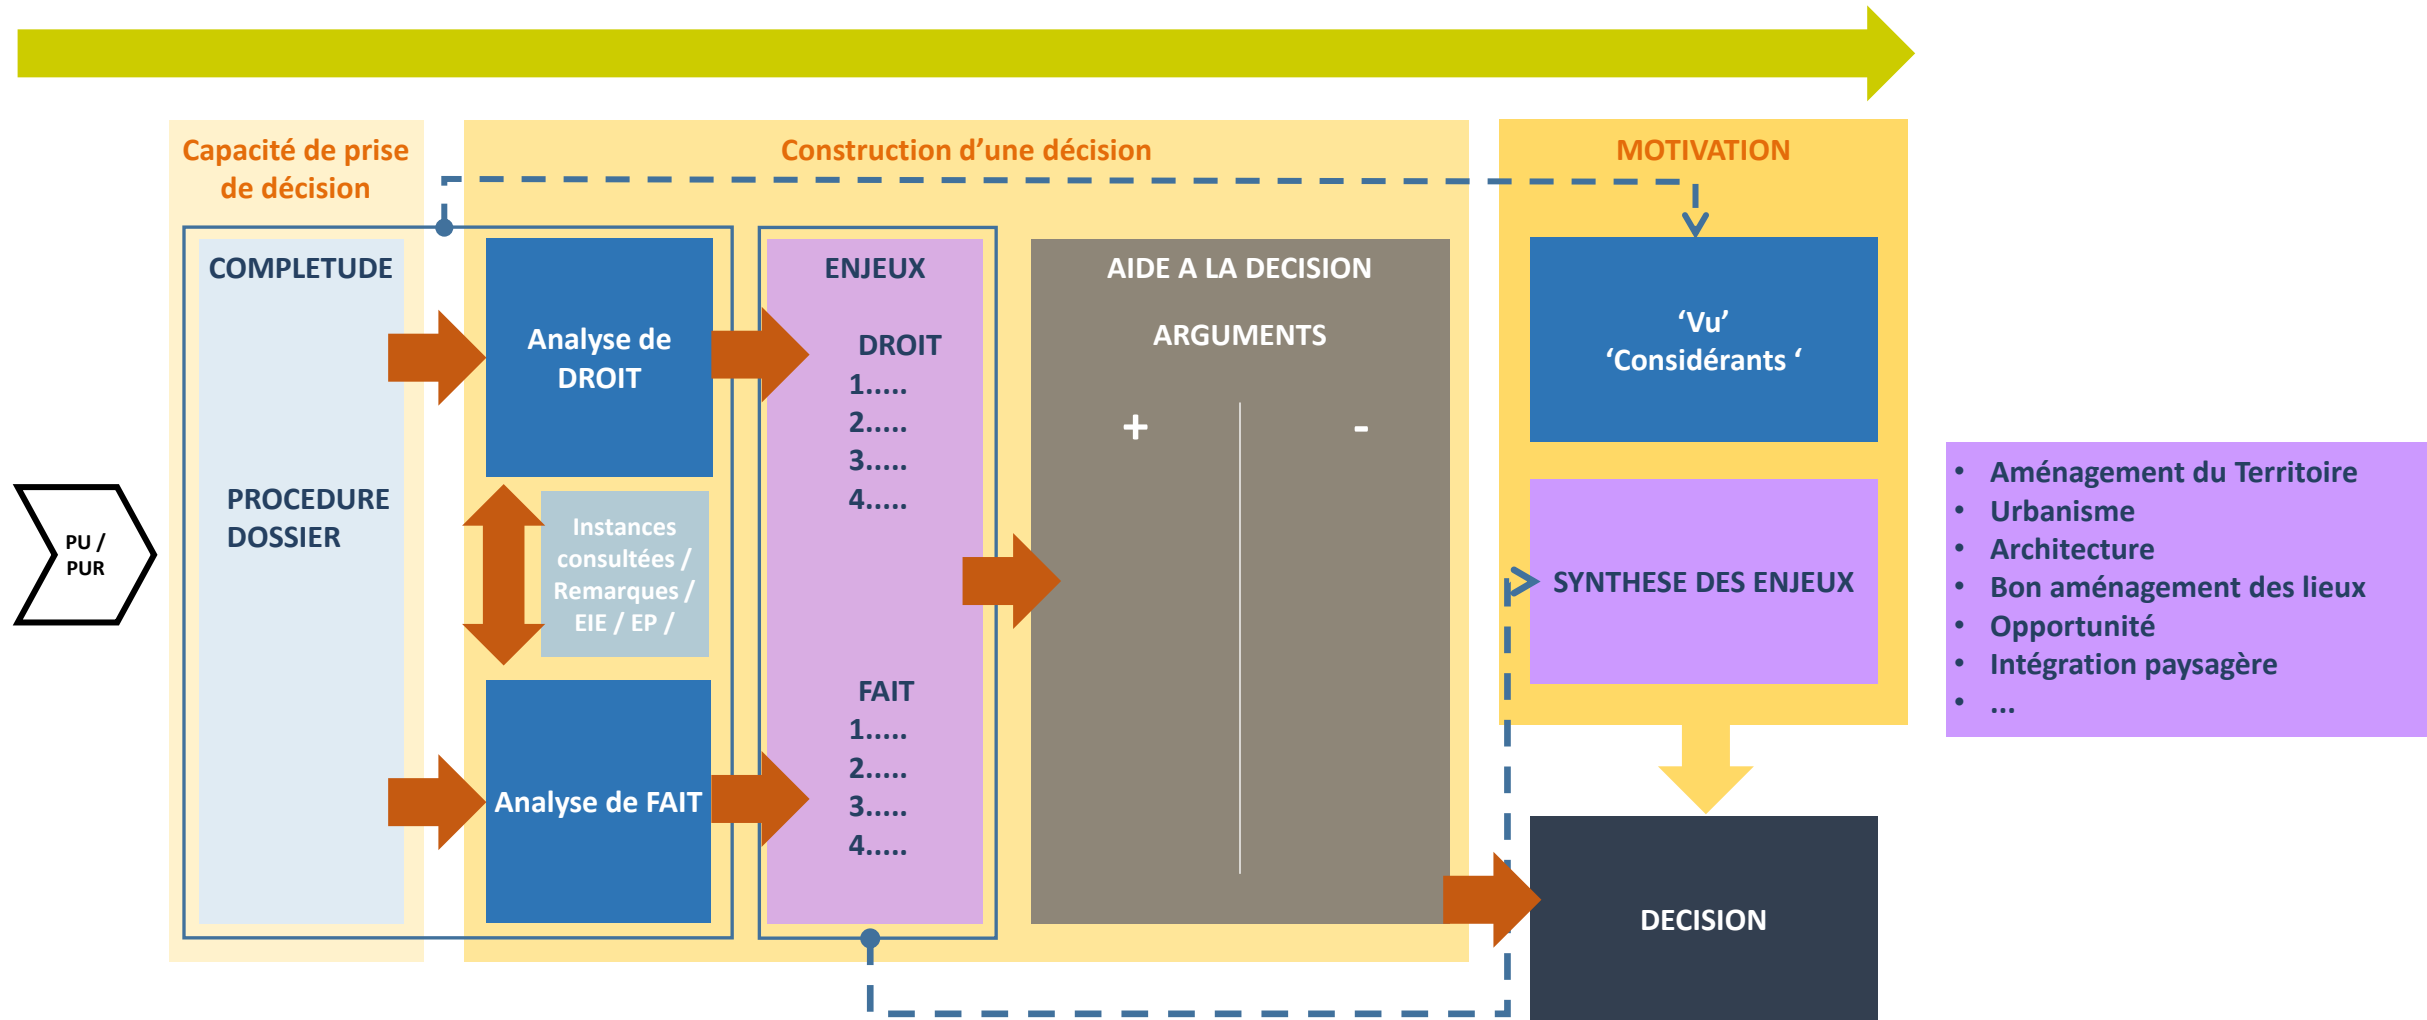 Capacité de prise
de décision
Construction d’une décision
MOTIVATION
PU /
PUR
COMPLETUDE
PROCEDURE
DOSSIER
Analyse de
DROIT
Instances
consultées /
Remarques /
EIE / EP /
Analyse de FAIT
ENJEUX
DROIT
1.....
2.....
3.....
4.....
FAIT
1.....
2.....
3.....
4.....
AIDE A LA DECISION
ARGUMENTS
+ -
‘Vu’
‘Considérants ‘
SYNTHESE DES ENJEUX
DECISION
• Aménagement du Territoire
• Urbanisme
• Architecture
• Bon aménagement des lieux
• Opportunité
• Intégration paysagère
• ...